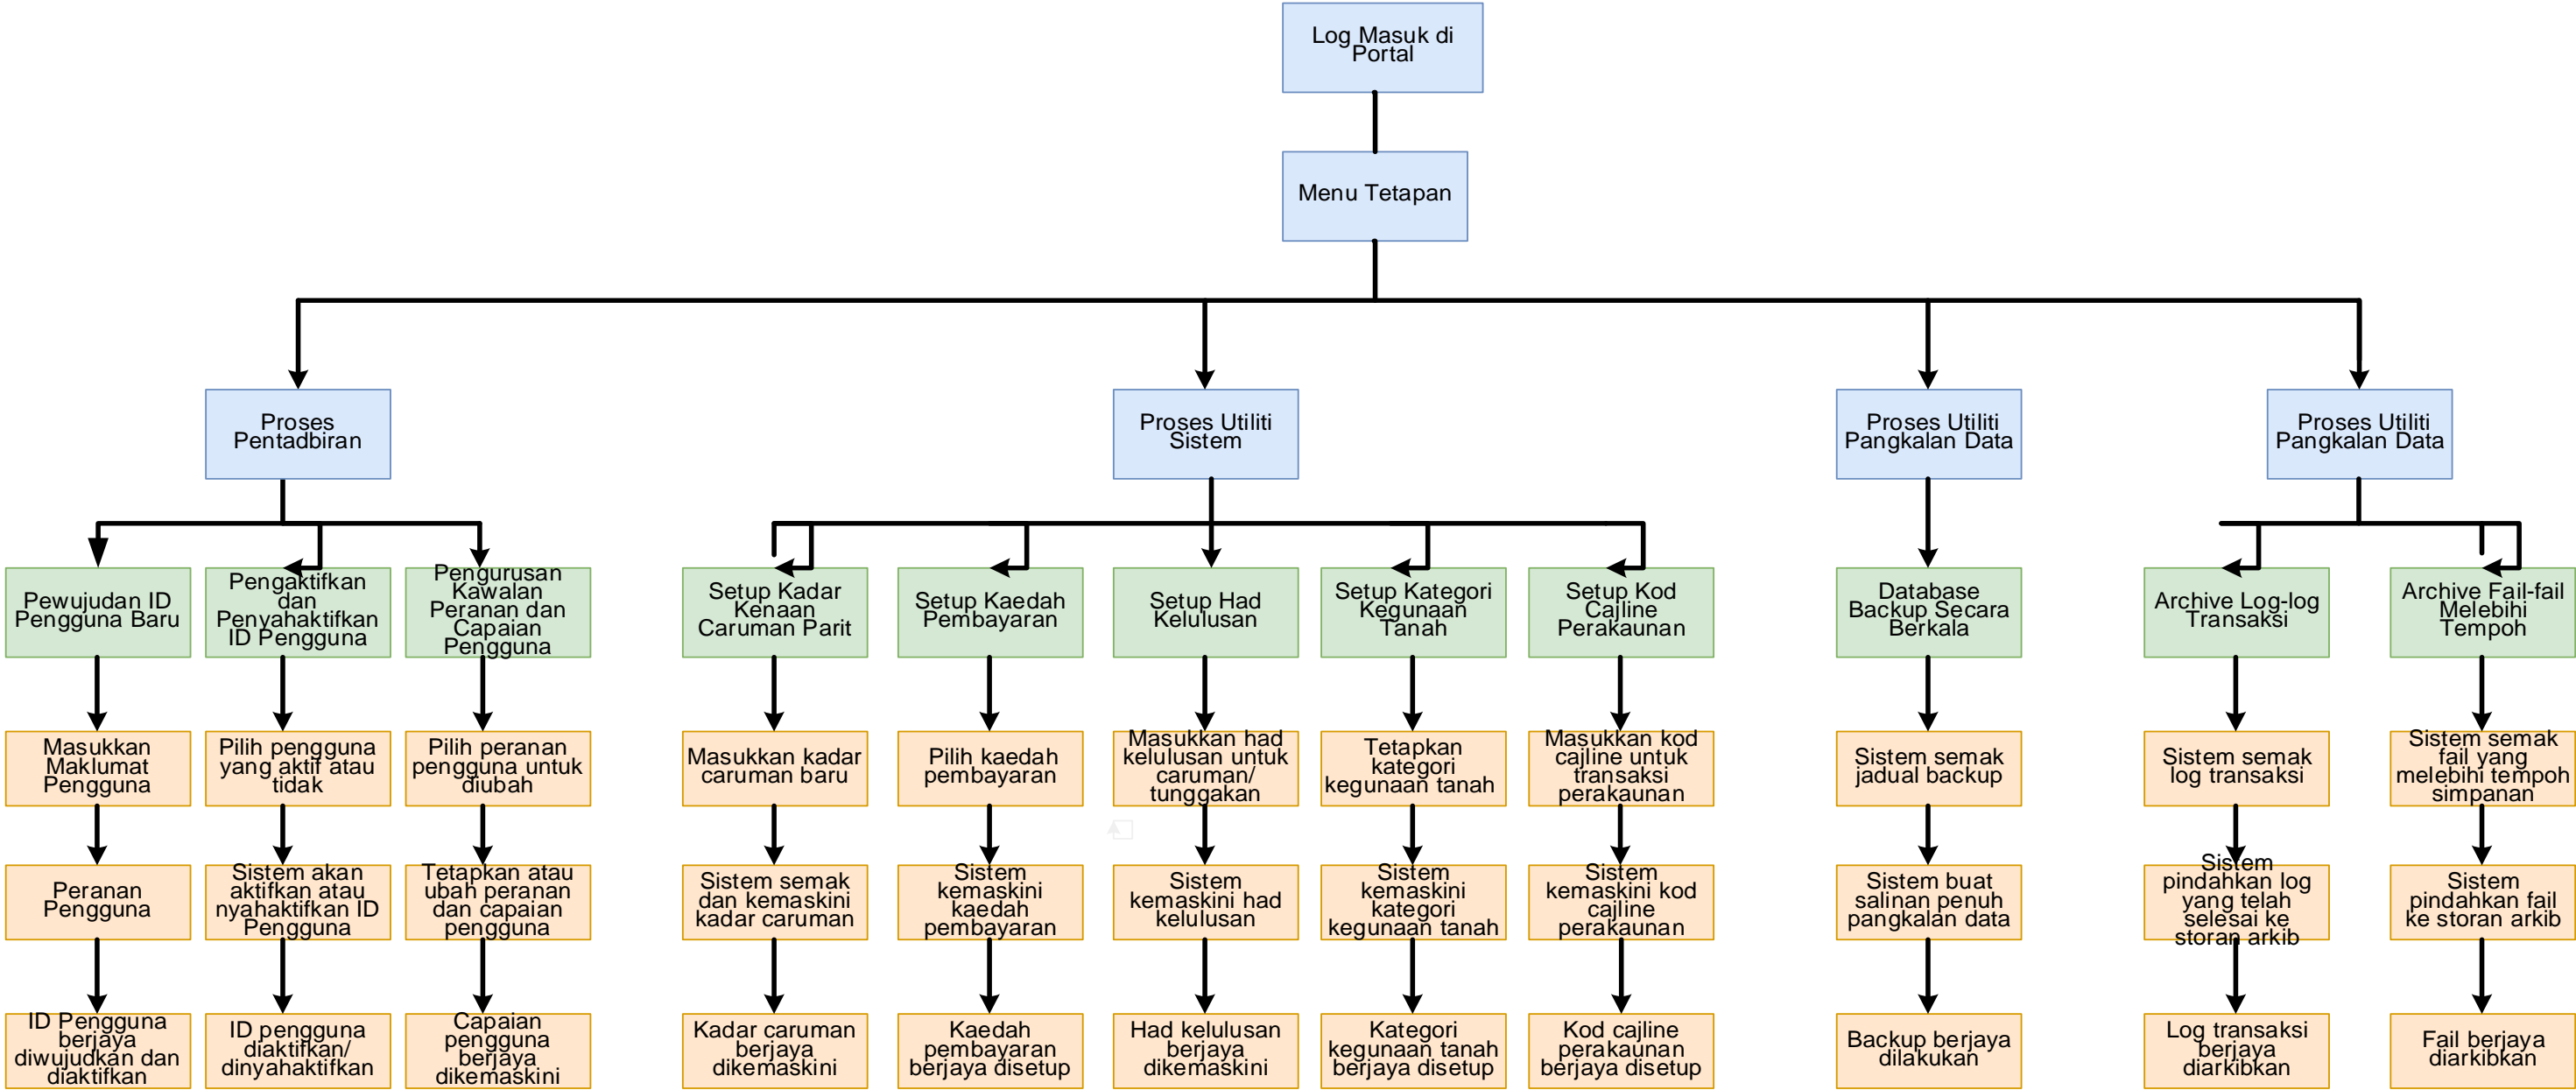 Log Masuk di
Portal
Menu Tetapan
Proses
Pentadbiran
Proses Utiliti
Sistem
Proses Utiliti
Pangkalan Data
Proses Utiliti
Pangkalan Data
Pewujudan ID
Pengguna Baru
Pengaktifkan
dan
Penyahaktifkan
ID Pengguna
Pengurusan
Kawalan
Peranan dan
Capaian
Pengguna
Setup Kadar
Kenaan
Caruman Parit
Setup Kaedah
Pembayaran
Setup Had
Kelulusan
Setup Kategori
Kegunaan
Tanah
Setup Kod
Cajline
Perakaunan
Database
Backup Secara
Berkala
Archive Log-log
Transaksi
Archive Fail-fail
Melebihi
Tempoh
Masukkan
Maklumat
Pengguna
Pilih pengguna
yang aktif atau
tidak
Pilih peranan
pengguna untuk
diubah
Masukkan kadar
caruman baru
Pilih kaedah
pembayaran
Masukkan had
kelulusan untuk
caruman/
tunggakan
Tetapkan
kategori
kegunaan tanah
Masukkan kod
cajline untuk
transaksi
perakaunan
Sistem semak
jadual backup
Sistem semak
log transaksi
Sistem semak
fail yang
melebihi tempoh
simpanan
Peranan
Pengguna
Sistem akan
aktifkan atau
nyahaktifkan ID
Pengguna
Tetapkan atau
ubah peranan
dan capaian
pengguna
Sistem semak
dan kemaskini
kadar caruman
Sistem
kemaskini
kaedah
pembayaran
Sistem
kemaskini had
kelulusan
Sistem
kemaskini
kategori
kegunaan tanah
Sistem
kemaskini kod
cajline
perakaunan
Sistem buat
salinan penuh
pangkalan data
Sistem
pindahkan log
yang telah
selesai ke
storan arkib
Sistem
pindahkan fail
ke storan arkib
ID Pengguna
berjaya
diwujudkan dan
diaktifkan
ID pengguna
diaktifkan/
dinyahaktifkan
Capaian
pengguna
berjaya
dikemaskini
Kadar caruman
berjaya
dikemaskini
Kaedah
pembayaran
berjaya disetup
Had kelulusan
berjaya
dikemaskini
Kategori
kegunaan tanah
berjaya disetup
Kod cajline
perakaunan
berjaya disetup
Backup berjaya
dilakukan
Log transaksi
berjaya
diarkibkan
Fail berjaya
diarkibkan